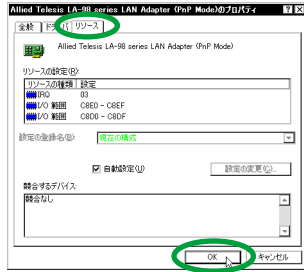 Allied Telesis LA-98 series LAN Adapter (PnP Mode)のプロパティ
全般 ドライバ リソース
Allied Telesis LA-98 series LAN Adapter (PnP Mode)
リソースの設定(R):
リソースの種類 設定
IRQ 03
I/O 範囲 C8E0 - C8EF
I/O 範囲 C8D0 - C8DF
設定の登録名(B): 現在の構成
自動設定(U) 設定の変更(C)...
競合するデバイス:
競合なし
OK キャンセル